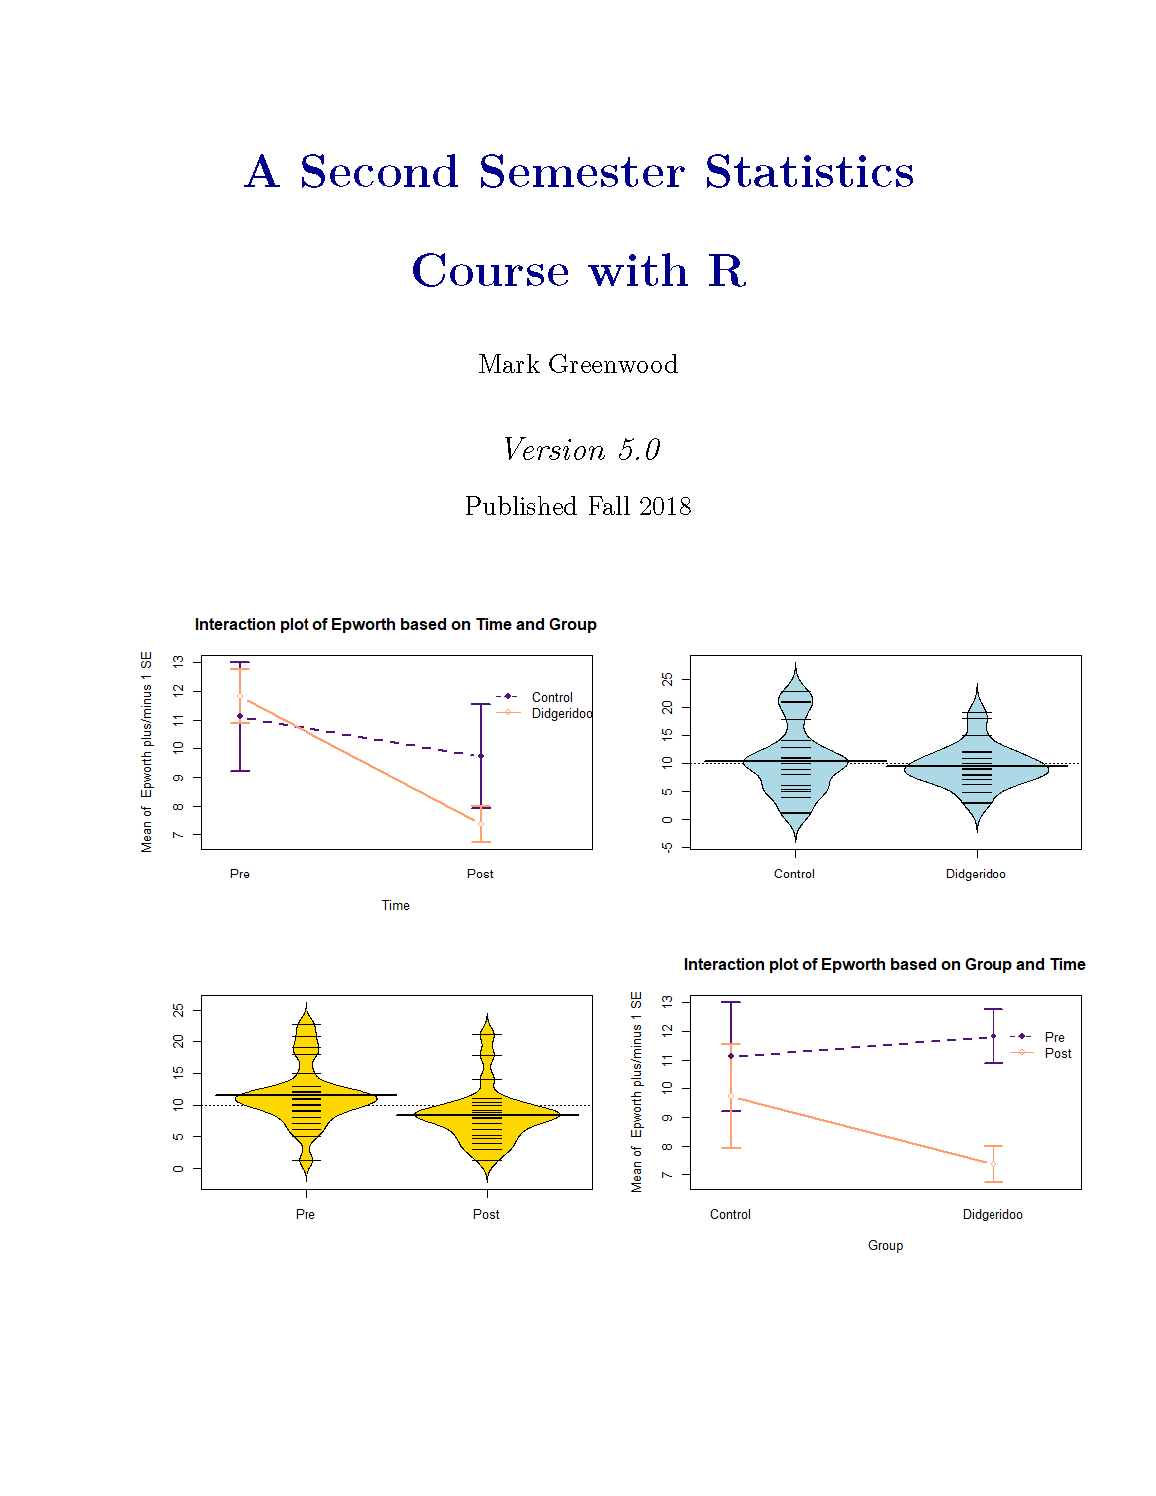 A Second Semester Statistics
Course with R
Mark Greenwood
Version 5.0
Published Fall 2018
Interaction plot of Epworth based on Time and Group
Mean of Epworth plus/minus 1 SE
13
12
11
10
9
8
7
Control
Didgeridoo
Pre
Post
Time
25
20
15
10
5
0
-5
Control
Didgeridoo
25
20
15
10
5
0
Pre
Post
Interaction plot of Epworth based on Group and Time
Mean of Epworth plus/minus 1 SE
13
12
11
10
9
8
7
Pre
Post
Control
Didgeridoo
Group